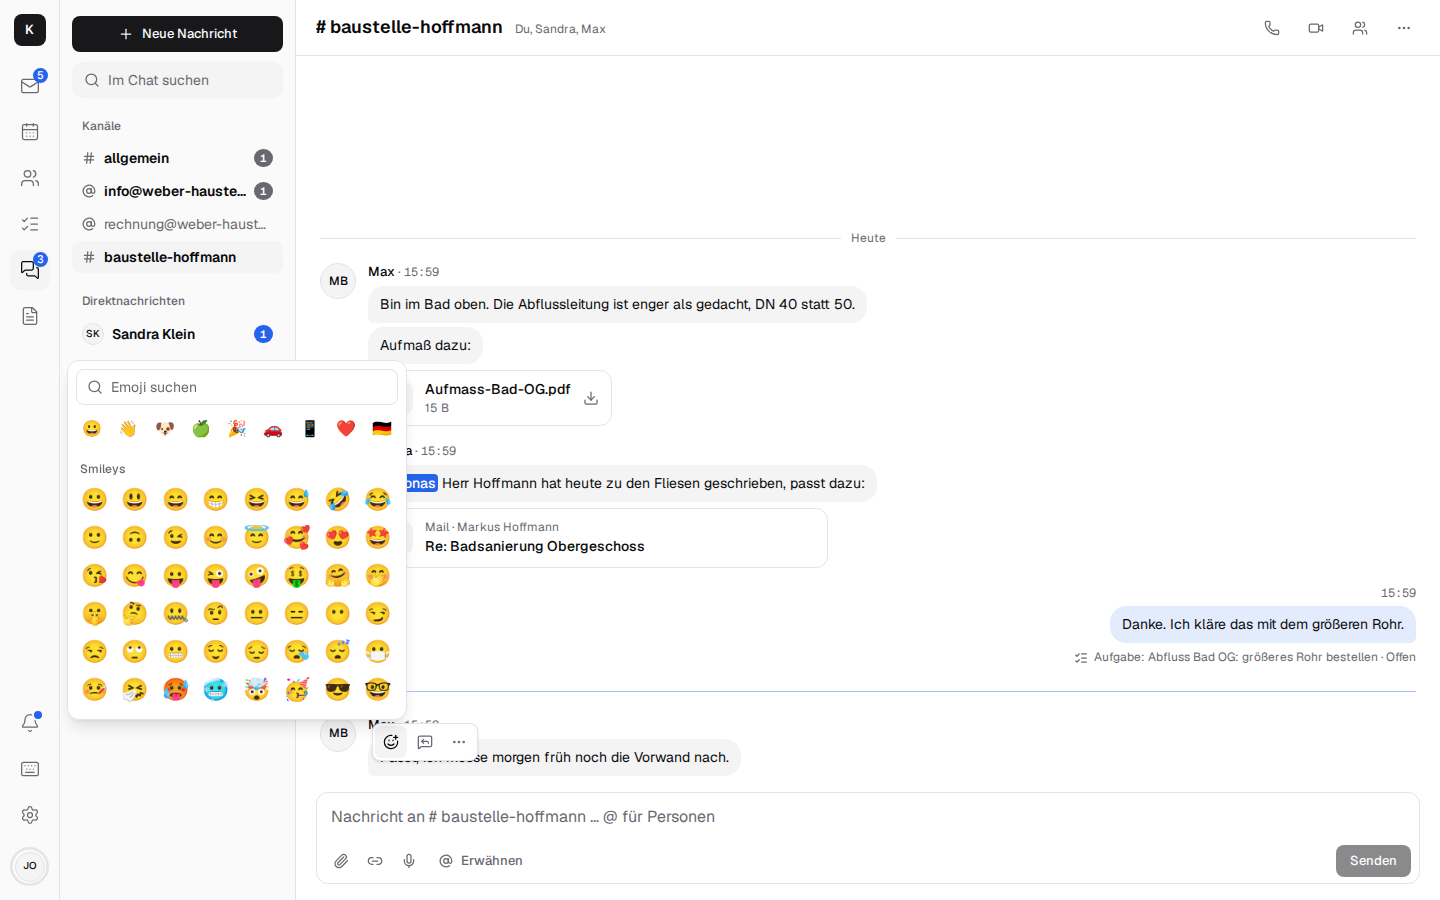 K
Neue Nachricht
# baustelle-hoffmann Du, Sandra, Max
5
Im Chat suchen
Kanäle
allgemein 1
info@weber-hauste... 1
rechnung@weber-haust...
baustelle-hoffmann
3
Direktnachrichten
SK Sandra Klein 1
Heute
MB Max · 15:59
Bin im Bad oben. Die Abflussleitung ist enger als gedacht, DN 40 statt 50.
Aufmaß dazu:
Aufmass-Bad-OG.pdf
15 B
a · 15:59
onas Herr Hoffmann hat heute zu den Fliesen geschrieben, passt dazu:
Mail · Markus Hoffmann
Re: Badsanierung Obergeschoss
15:59
Danke. Ich kläre das mit dem größeren Rohr.
Aufgabe: Abfluss Bad OG: größeres Rohr bestellen · Offen
Emoji suchen
Smileys
MB Max · 15:59
morgen früh noch die Vorwand nach.
Nachricht an # baustelle-hoffmann ... @ für Personen
@ Erwähnen
Senden
JO